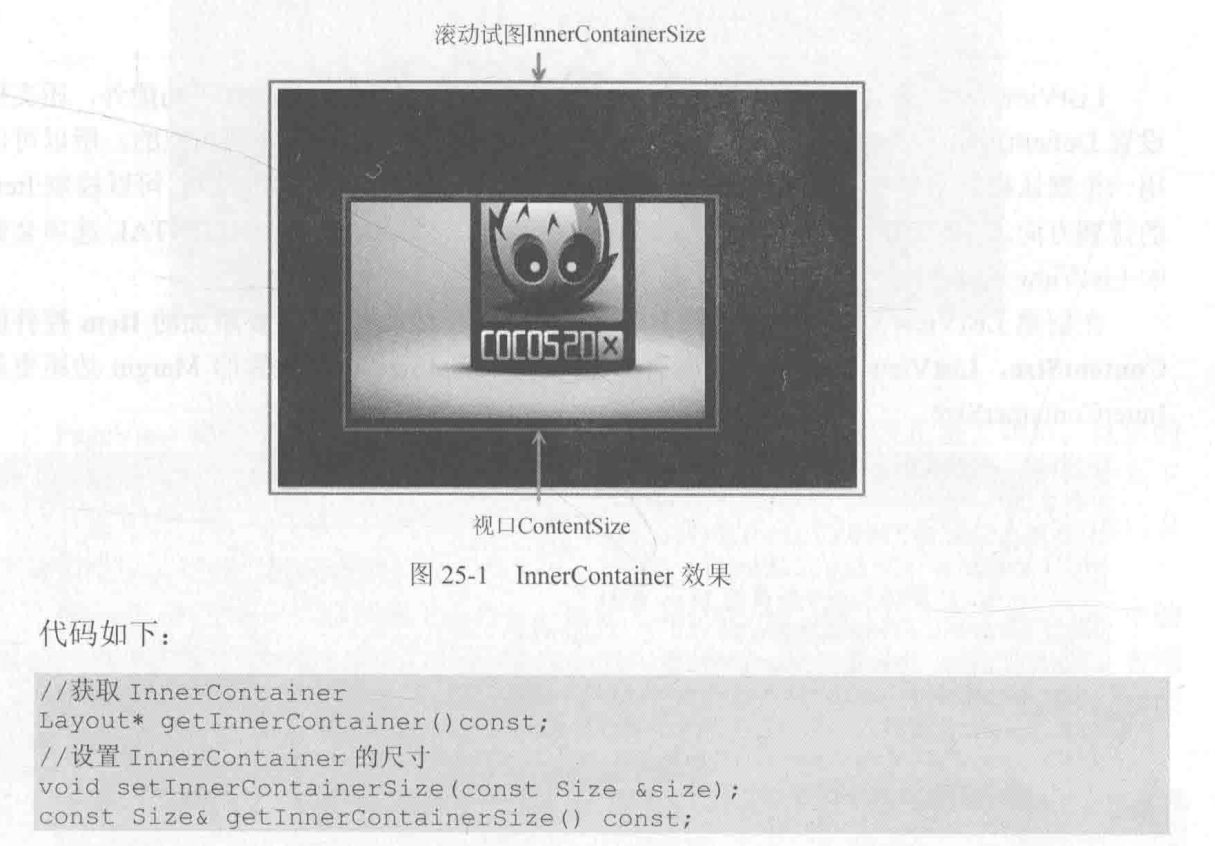 滚动试图InnerContainerSize
COCOS2D X
视口ContentSize
图 25-1 InnerContainer 效果
代码如下：
//获取 InnerContainer
Layout* getInnerContainer()const;
//设置 InnerContainer 的尺寸
void setInnerContainerSize(const Size &size);
const Size& getInnerContainerSize() const;